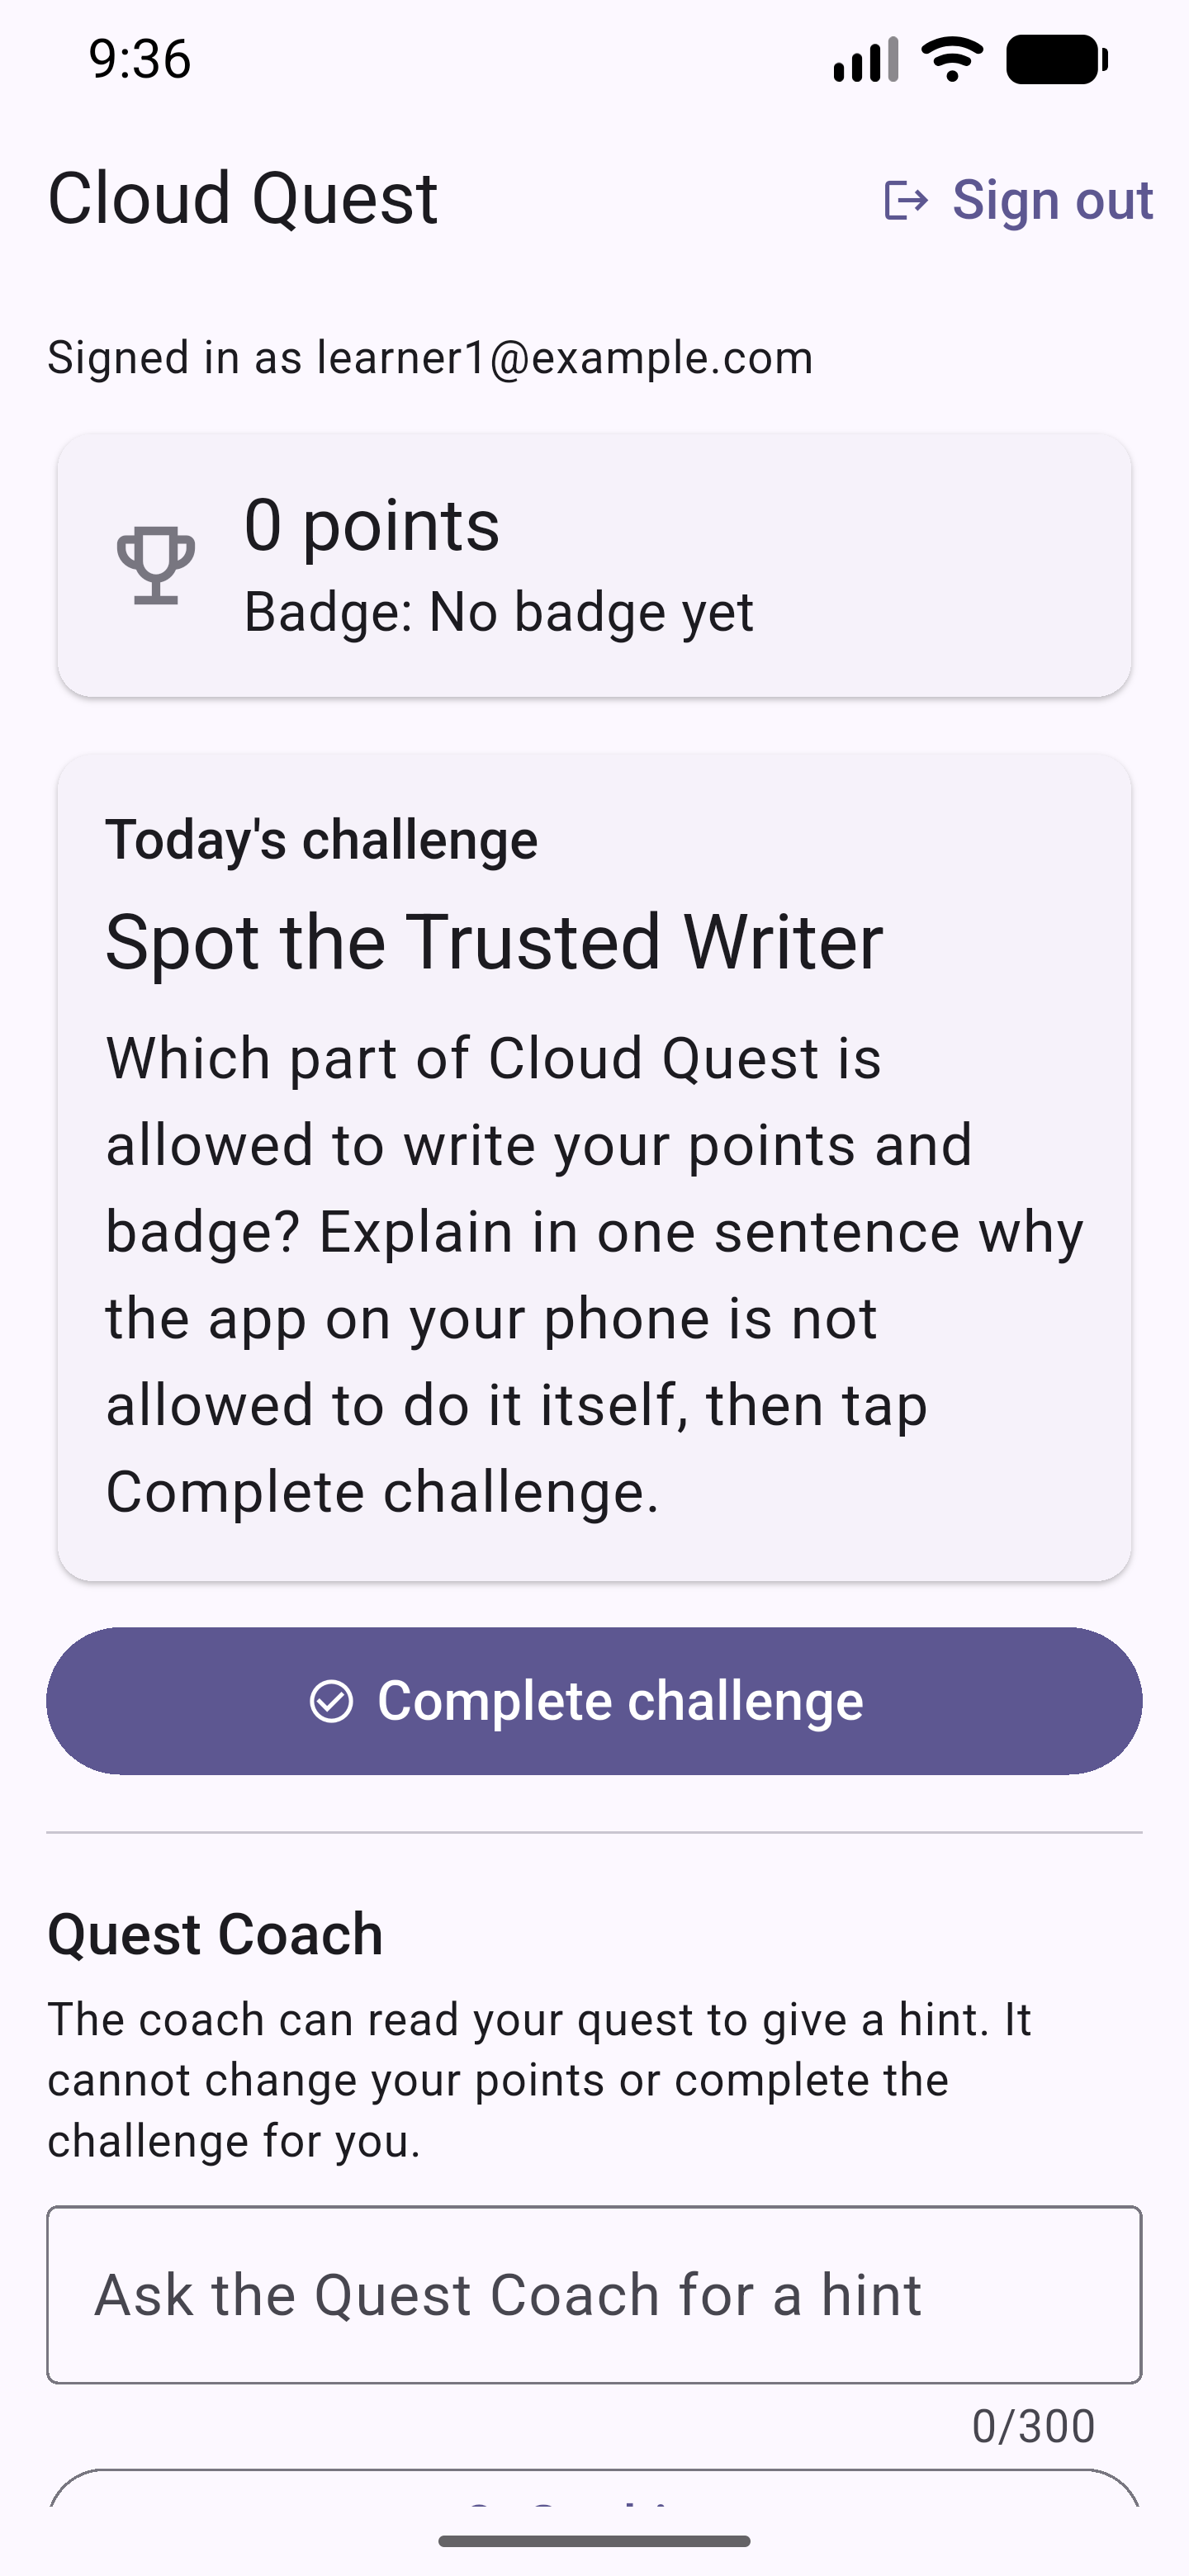 9:36
Cloud Quest
Sign out
Signed in as learner1@example.com
0 points
Badge: No badge yet
Today's challenge
Spot the Trusted Writer
Which part of Cloud Quest is
allowed to write your points and
badge? Explain in one sentence why
the app on your phone is not
allowed to do it itself, then tap
Complete challenge.
Complete challenge
Quest Coach
The coach can read your quest to give a hint. It
cannot change your points or complete the
challenge for you.
Ask the Quest Coach for a hint
0/300